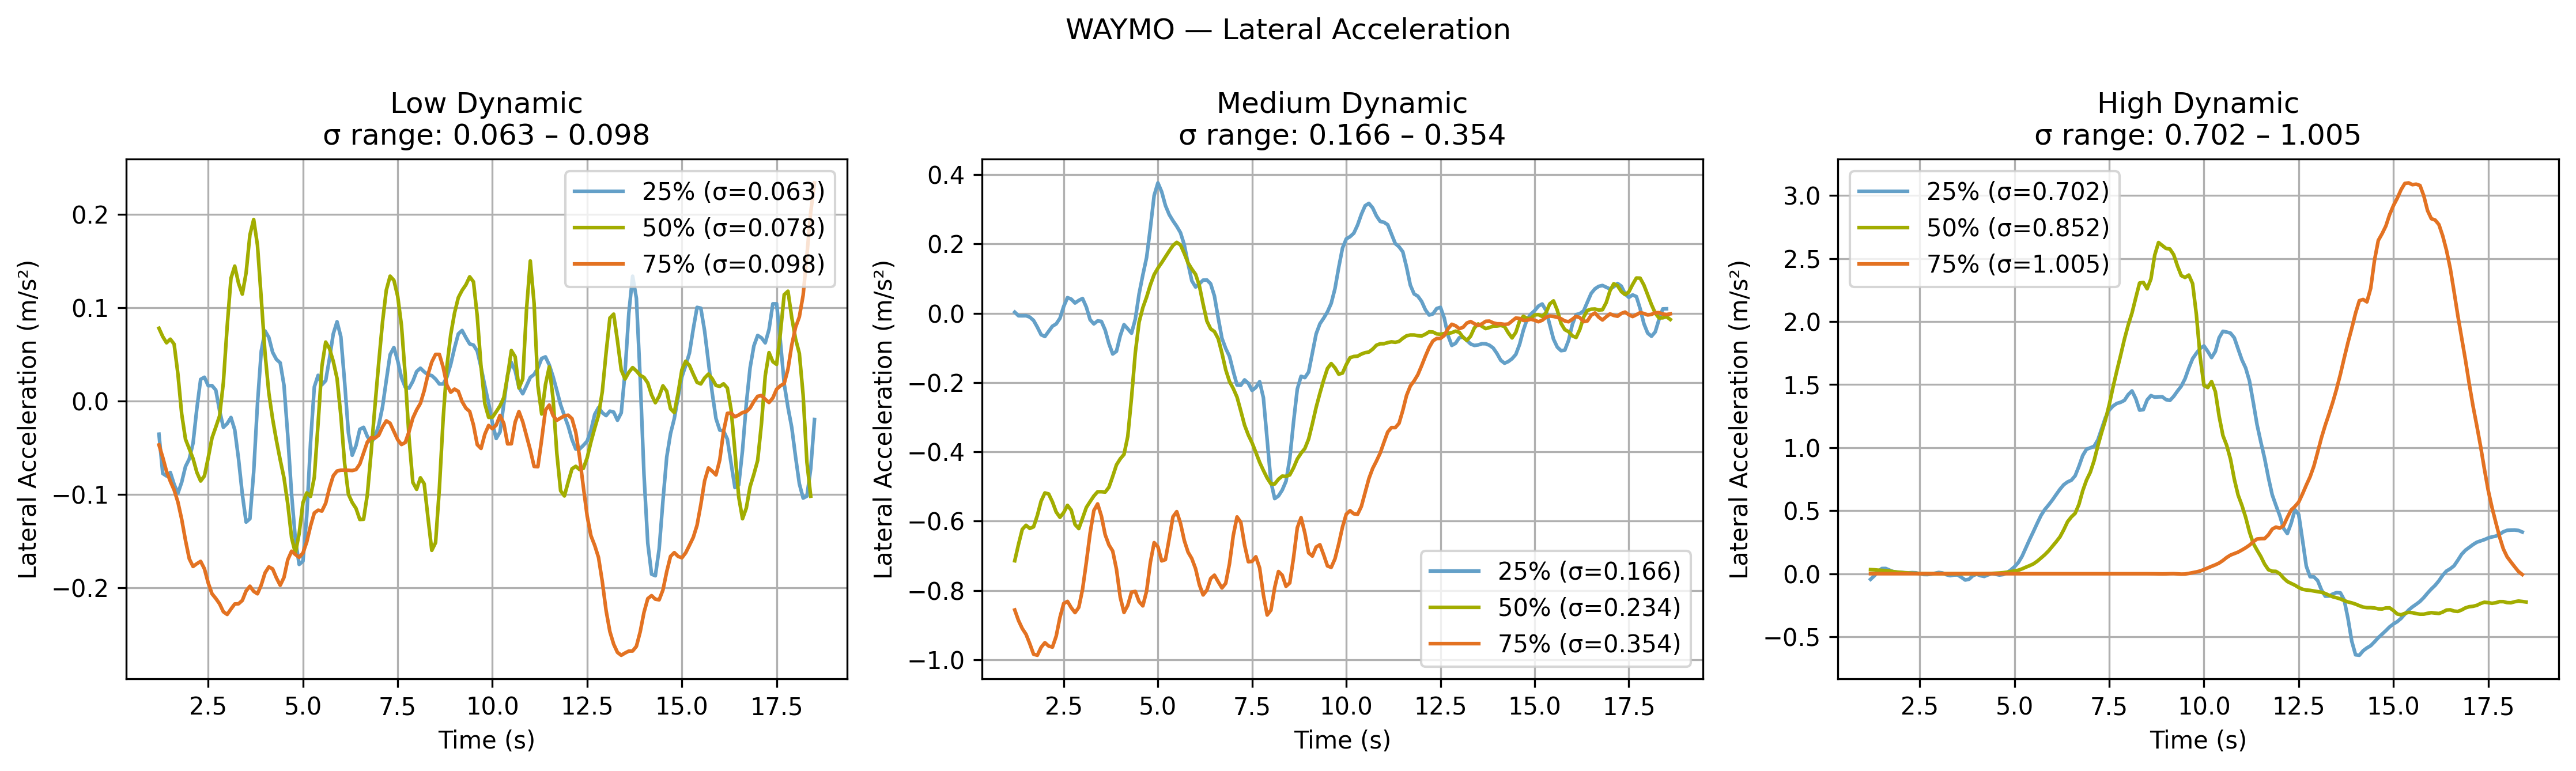 WAYMO — Lateral Acceleration
Low Dynamic
σ range: 0.063 – 0.098
Lateral Acceleration (m/s²)
0.2
0.1
0.0
−0.1
−0.2
25% (σ=0.063)
50% (σ=0.078)
75% (σ=0.098)
2.5 5.0 7.5 10.0 12.5 15.0 17.5
Time (s)
Medium Dynamic
σ range: 0.166 – 0.354
Lateral Acceleration (m/s²)
0.4
0.2
0.0
−0.2
−0.4
−0.6
−0.8
−1.0
25% (σ=0.166)
50% (σ=0.234)
75% (σ=0.354)
2.5 5.0 7.5 10.0 12.5 15.0 17.5
Time (s)
High Dynamic
σ range: 0.702 – 1.005
Lateral Acceleration (m/s²)
3.0
2.5
2.0
1.5
1.0
0.5
0.0
−0.5
25% (σ=0.702)
50% (σ=0.852)
75% (σ=1.005)
2.5 5.0 7.5 10.0 12.5 15.0 17.5
Time (s)